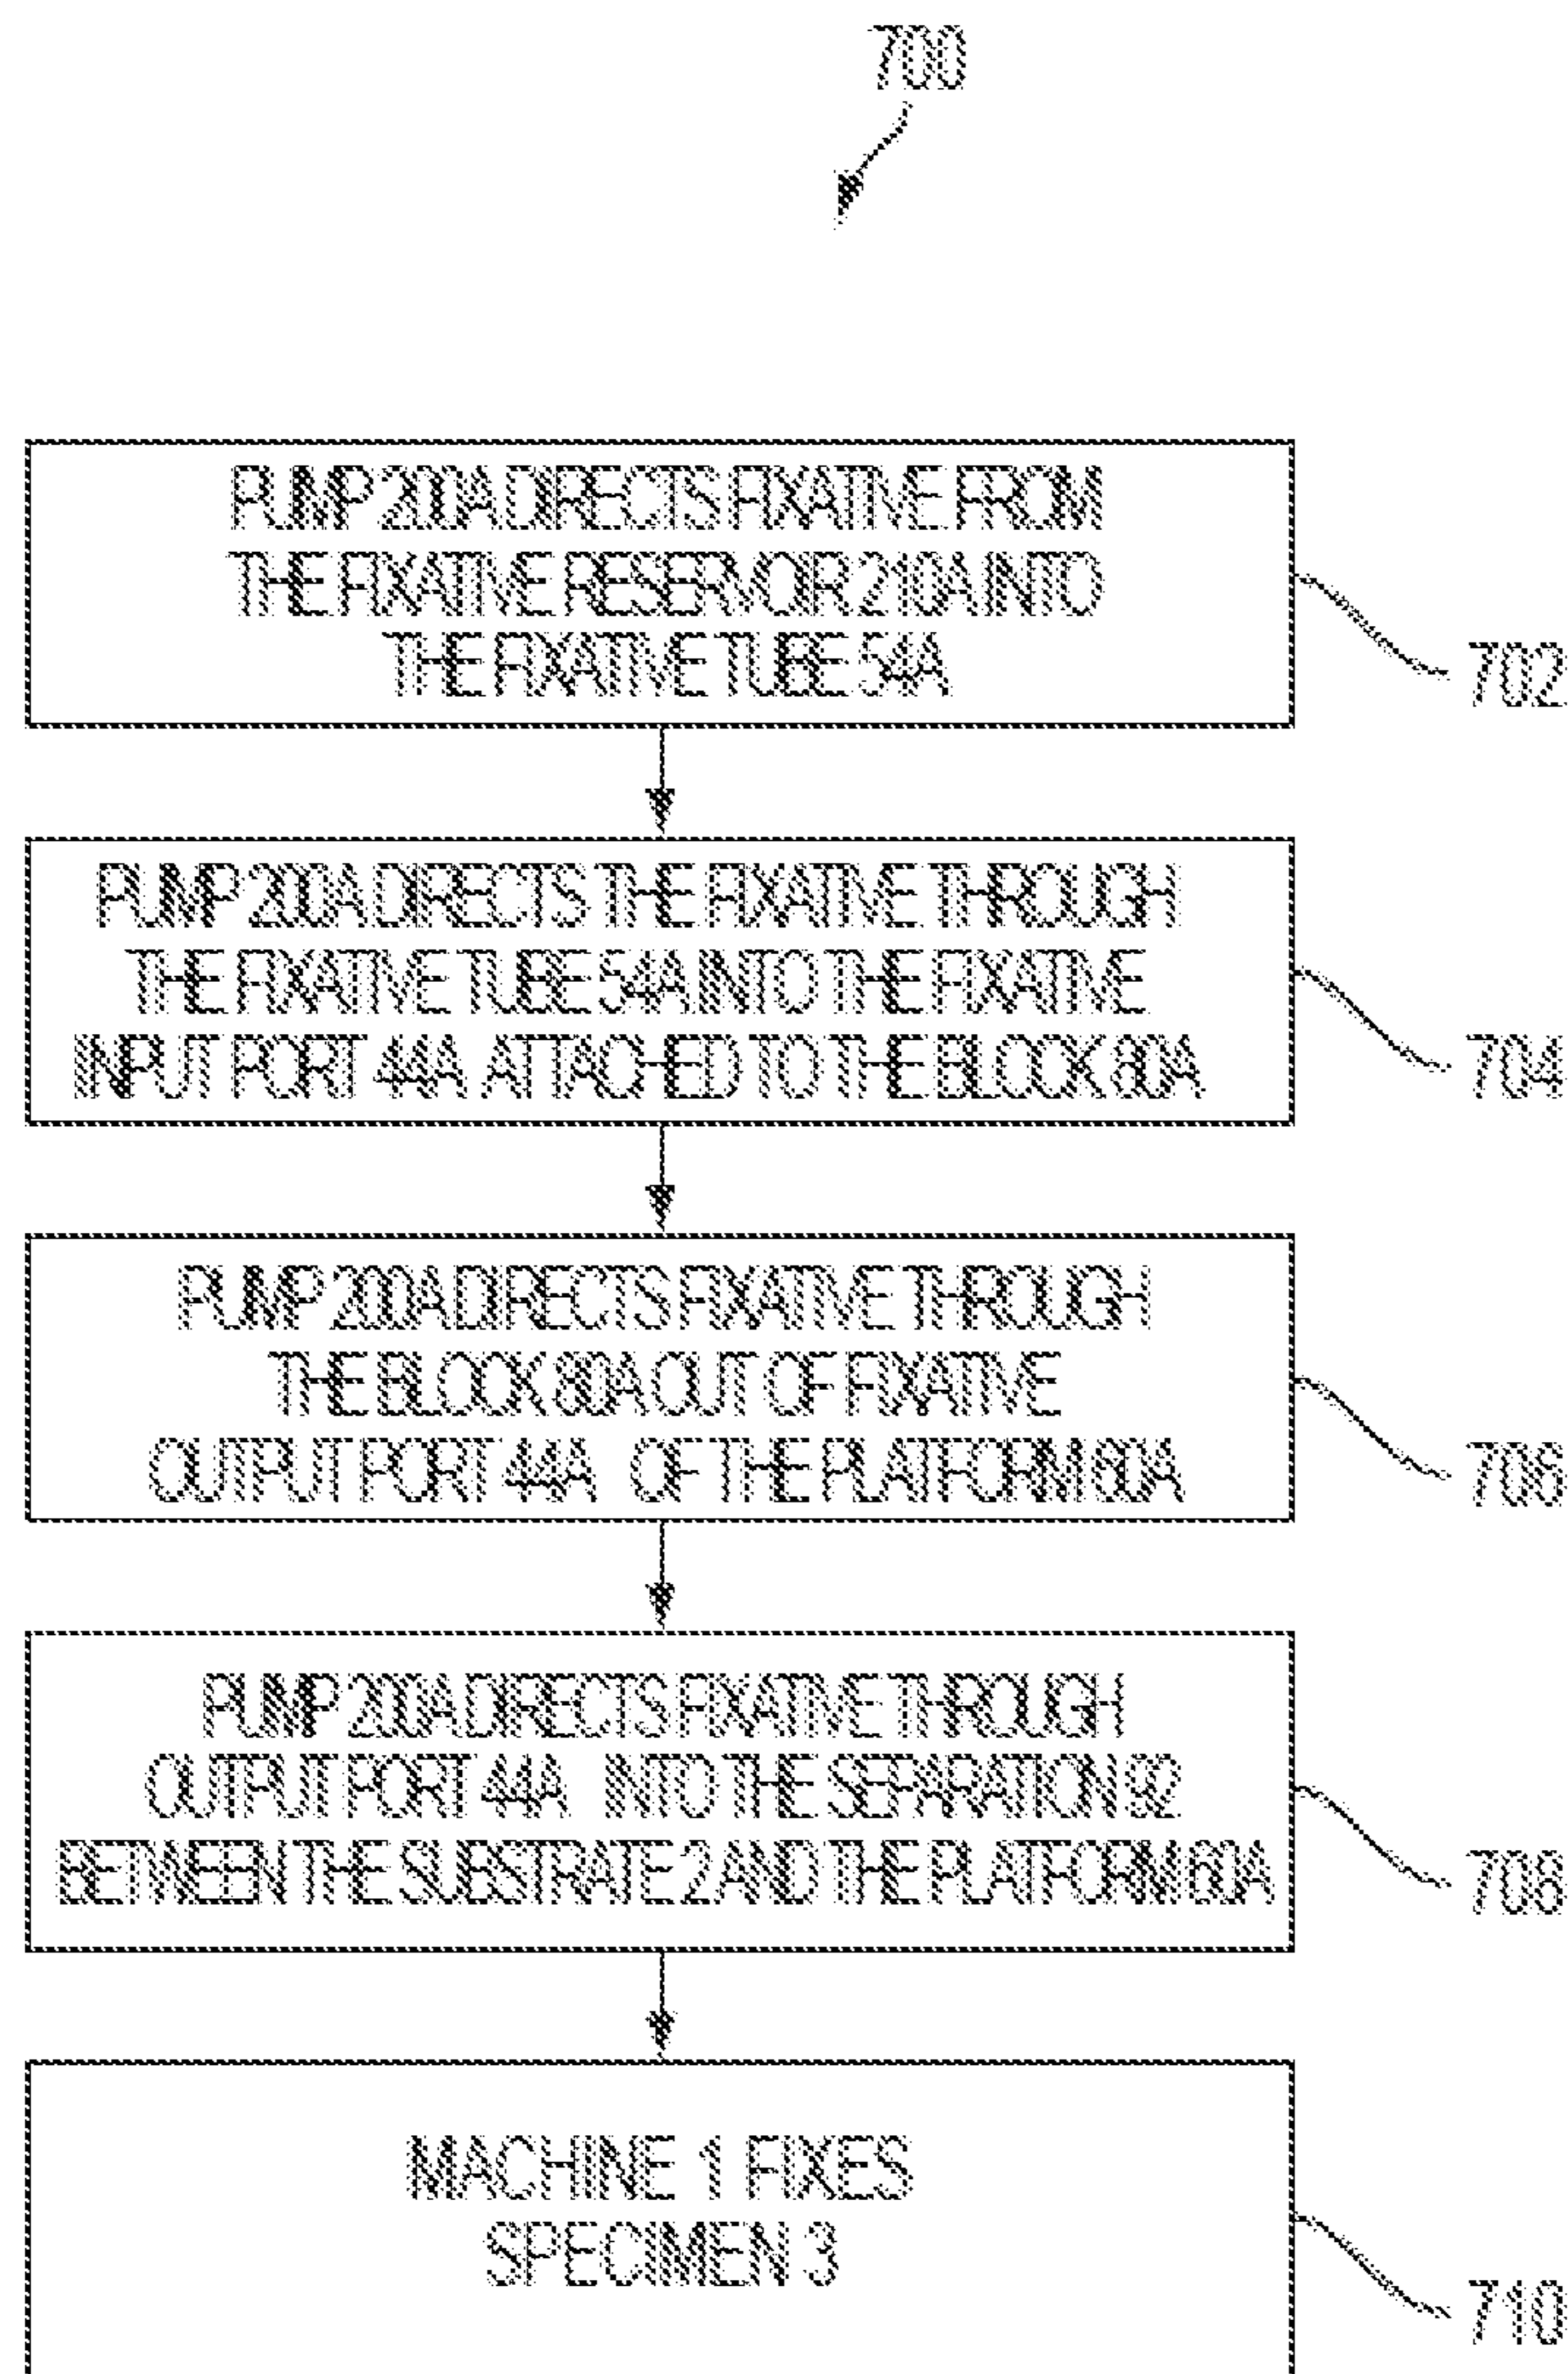 700
PUMP 200A DIRECTS FIXATIVE FROM
THE FIXATIVE RESERVOIR 210A INTO
THE FIXATIVE TUBE 54A
702
PUMP 200A DIRECTS THE FIXATIVE THROUGH
THE FIXATIVE TUBE 54A INTO THE FIXATIVE
INPUT PORT 44A ATTACHED TO THE BLOCK 80A
704
PUMP 200A DIRECTS FIXATIVE THROUGH
THE BLOCK 80A OUT OF FIXATIVE
OUTPUT PORT 44A OF THE PLATFORM 60A
706
PUMP 200A DIRECTS FIXATIVE THROUGH
OUTPUT PORT 44A INTO THE SEPARATION 92
BETWEEN THE SUBSTRATE 2 AND THE PLATFORM 60A
708
MACHINE 1 FIXES
SPECIMEN 3
710